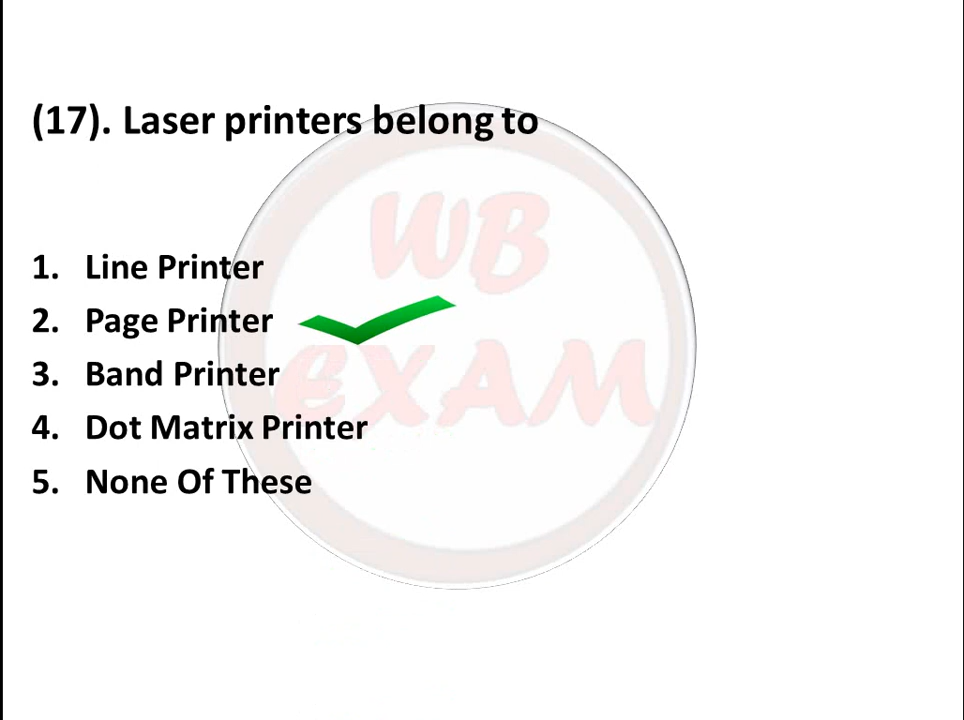 (17). Laser printers belong to
WB
EXAM
1. Line Printer
2. Page Printer
3. Band Printer
4. Dot Matrix Printer
5. None Of These